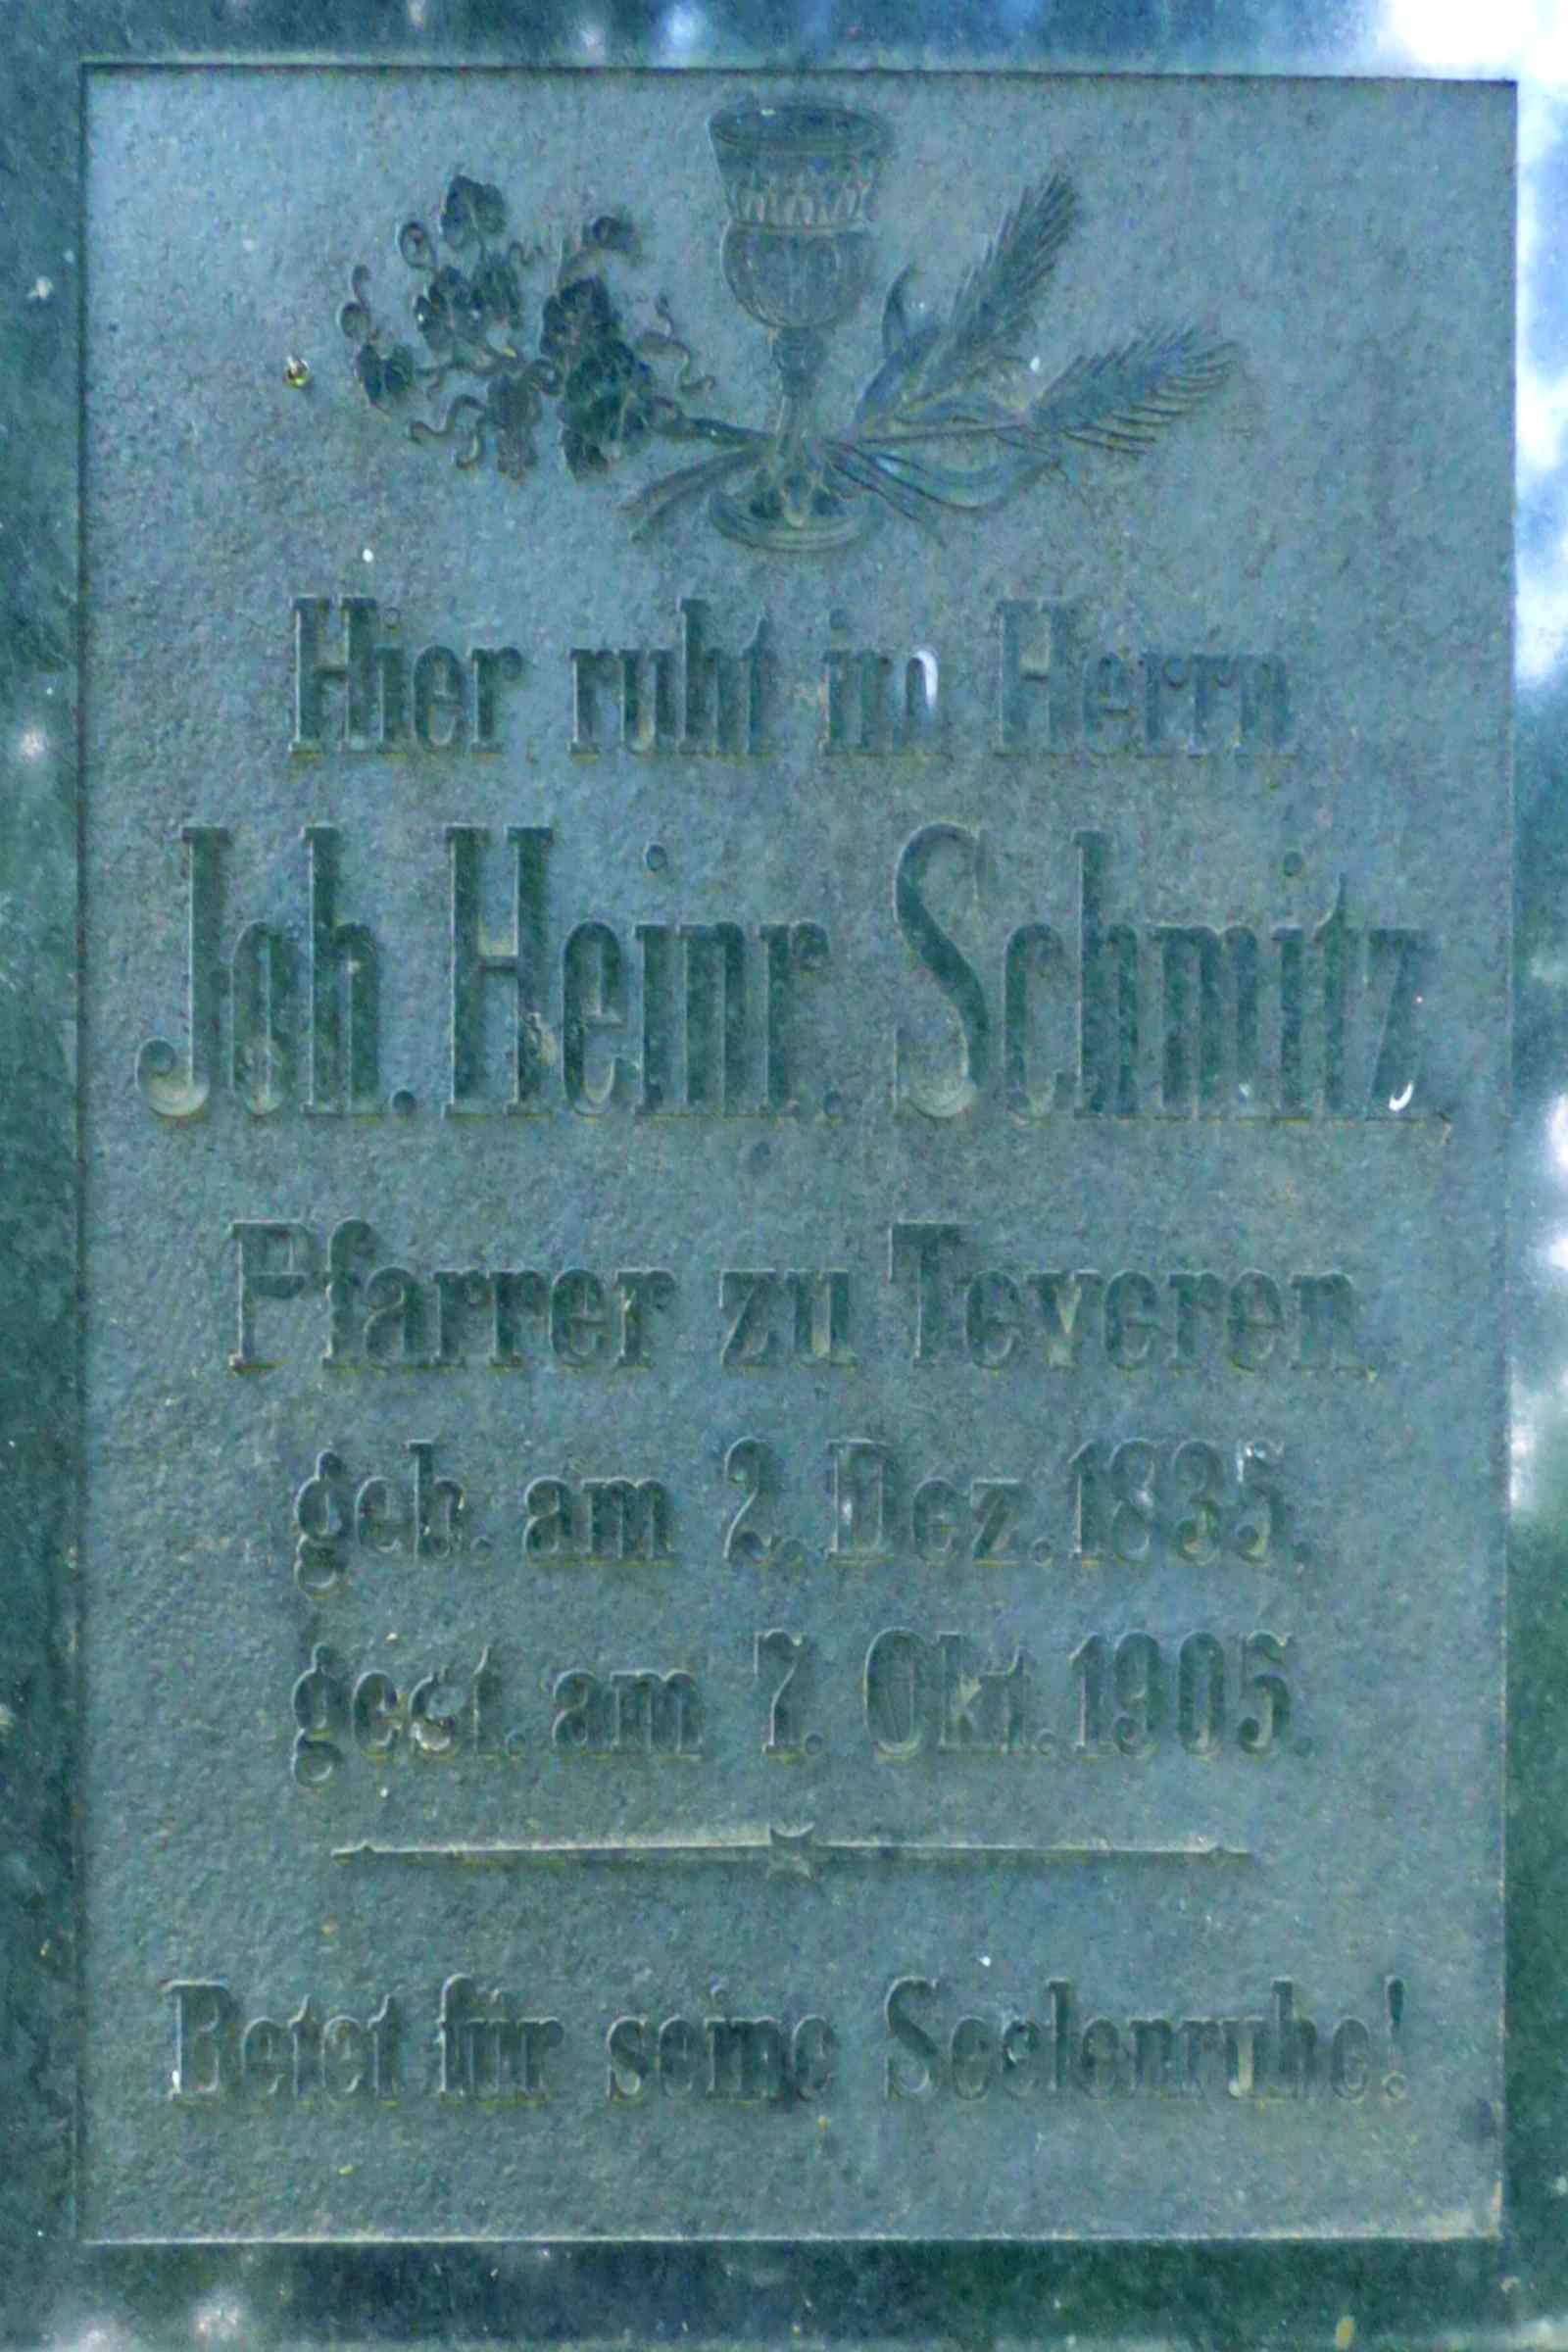 Hier ruht im Herrn
Joh. Heinr. Schmitz,
Pfarrer zu Teveren,
geb. am 2. Dez. 1835,
gest. am 7. Okt. 1905.
Betet für seine Seelenruhe!